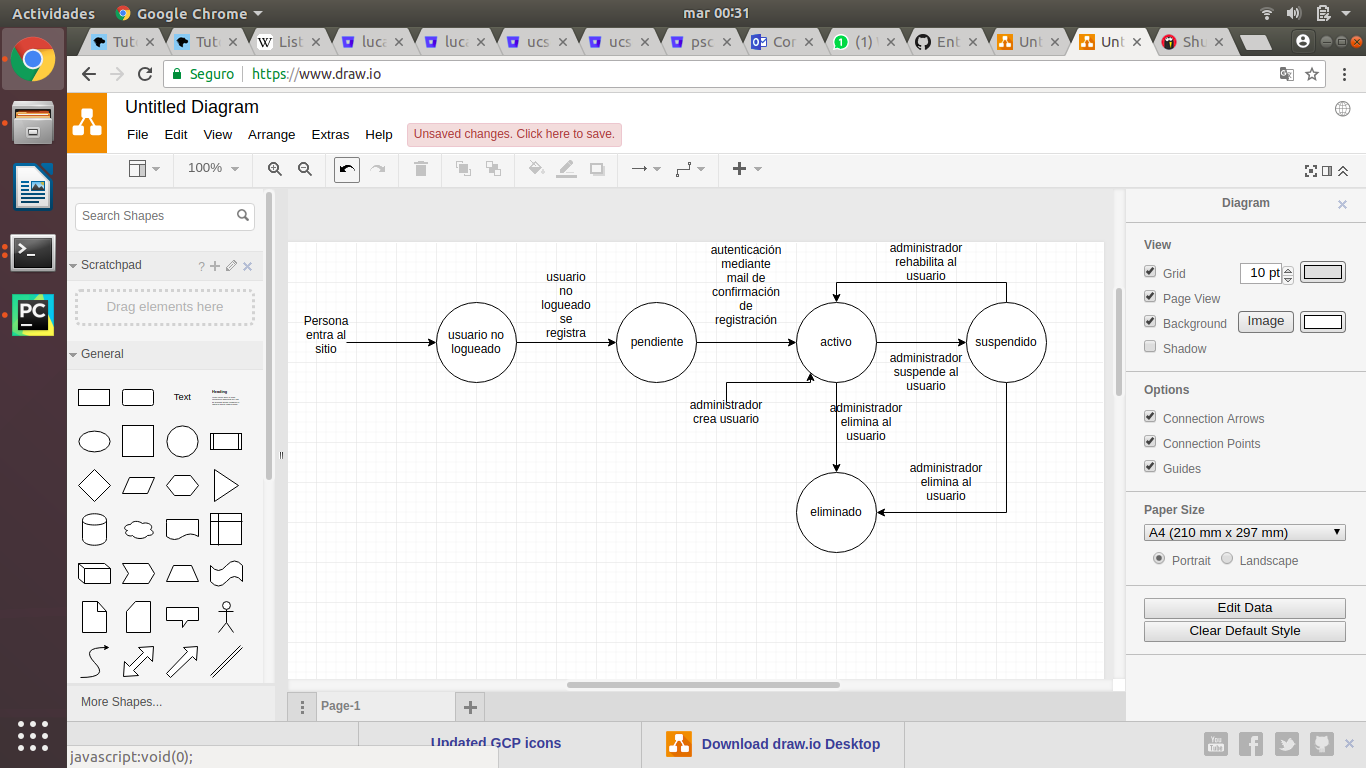 Actividades
Google Chrome
mar 00:31
Tuto
Tuto
List
luca
luca
ucs
ucs
psc
Cor
(1)
Ent
Unt
Unt
Shu
Seguro
https://www.draw.io
Untitled Diagram
File Edit View Arrange Extras Help
Unsaved changes. Click here to save.
100%
Search Shapes
Scratchpad
?
Drag elements here
General
Text
Heading
More Shapes...
Persona
entra al
sitio
usuario no
logueado
usuario
no
logueado
se
registra
pendiente
autenticación
mediante
mail de
confirmación
de
registración
activo
administrador
rehabilita al
usuario
suspendido
administrador
suspende al
usuario
administrador
crea usuario
administrador
elimina al
usuario
administrador
elimina al
usuario
eliminado
Page-1
Diagram
View
Grid
10 pt
Page View
Background
Image
Shadow
Options
Connection Arrows
Connection Points
Guides
Paper Size
A4 (210 mm x 297 mm)
Portrait Landscape
Edit Data
Clear Default Style
Updated GCP icons
Download draw.io Desktop
You
Tube
javascript:void(0);